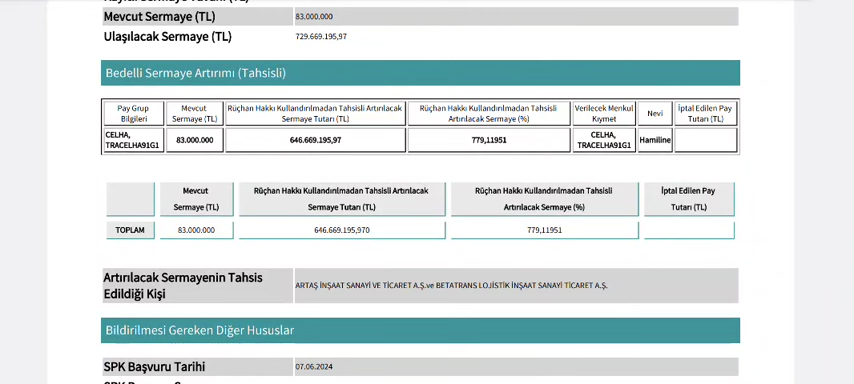 Mevcut Sermaye (TL) 83.000.000
Ulaşılacak Sermaye (TL) 729.669.195,97
Bedelli Sermaye Artırımı (Tahsisli)
Pay Grup Bilgileri Mevcut Sermaye (TL) Rüçhan Hakkı Kullandırılmadan Tahsisli Artırılacak Sermaye Tutarı (TL) Rüçhan Hakkı Kullandırılmadan Tahsisli Artırılacak Sermaye (%) Verilecek Menkul Kıymet Nevi İptal Edilen Pay Tutarı (TL)
CELHA, TRACELHA91G1 83.000.000 646.669.195,97 779,11951 CELHA, TRACELHA91G1 Hamiline
Mevcut Sermaye (TL) Rüçhan Hakkı Kullandırılmadan Tahsisli Artırılacak Sermaye Tutarı (TL) Rüçhan Hakkı Kullandırılmadan Tahsisli Artırılacak Sermaye (%) İptal Edilen Pay Tutarı (TL)
TOPLAM 83.000.000 646.669.195,970 779,11951
Artırılacak Sermayenin Tahsis Edildiği Kişi ARTAŞ İNŞAAT SANAYİ VE TİCARET A.Ş.ve BETATRANS LOJİSTİK İNŞAAT SANAYİ TİCARET A.Ş.
Bildirilmesi Gereken Diğer Hususlar
SPK Başvuru Tarihi 07.06.2024